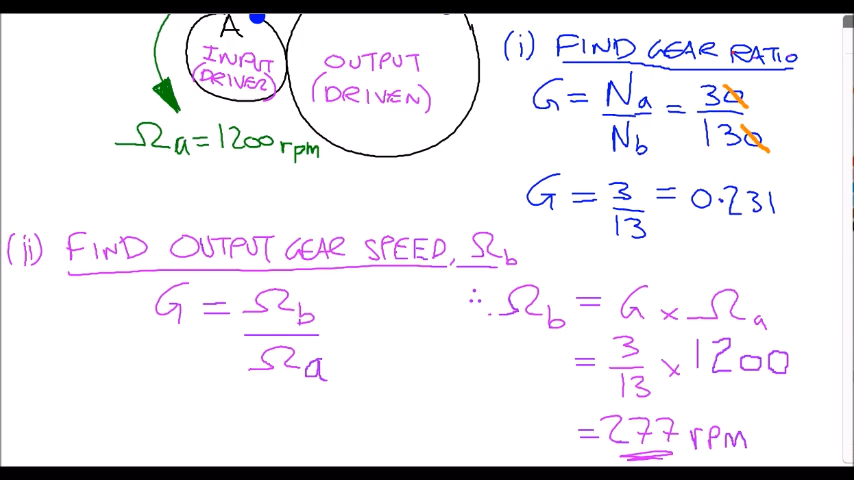 A
INPUT
(DRIVER)
OUTPUT
(DRIVEN)
Ωa = 1200 rpm
(i) FIND GEAR RATIO
G = Na/Nb = 30/130
G = 3/13 = 0.231
(ii) FIND OUTPUT GEAR SPEED, Ωb
G = Ωb/Ωa
∴ Ωb = G × Ωa
= 3/13 × 1200
= 277 rpm